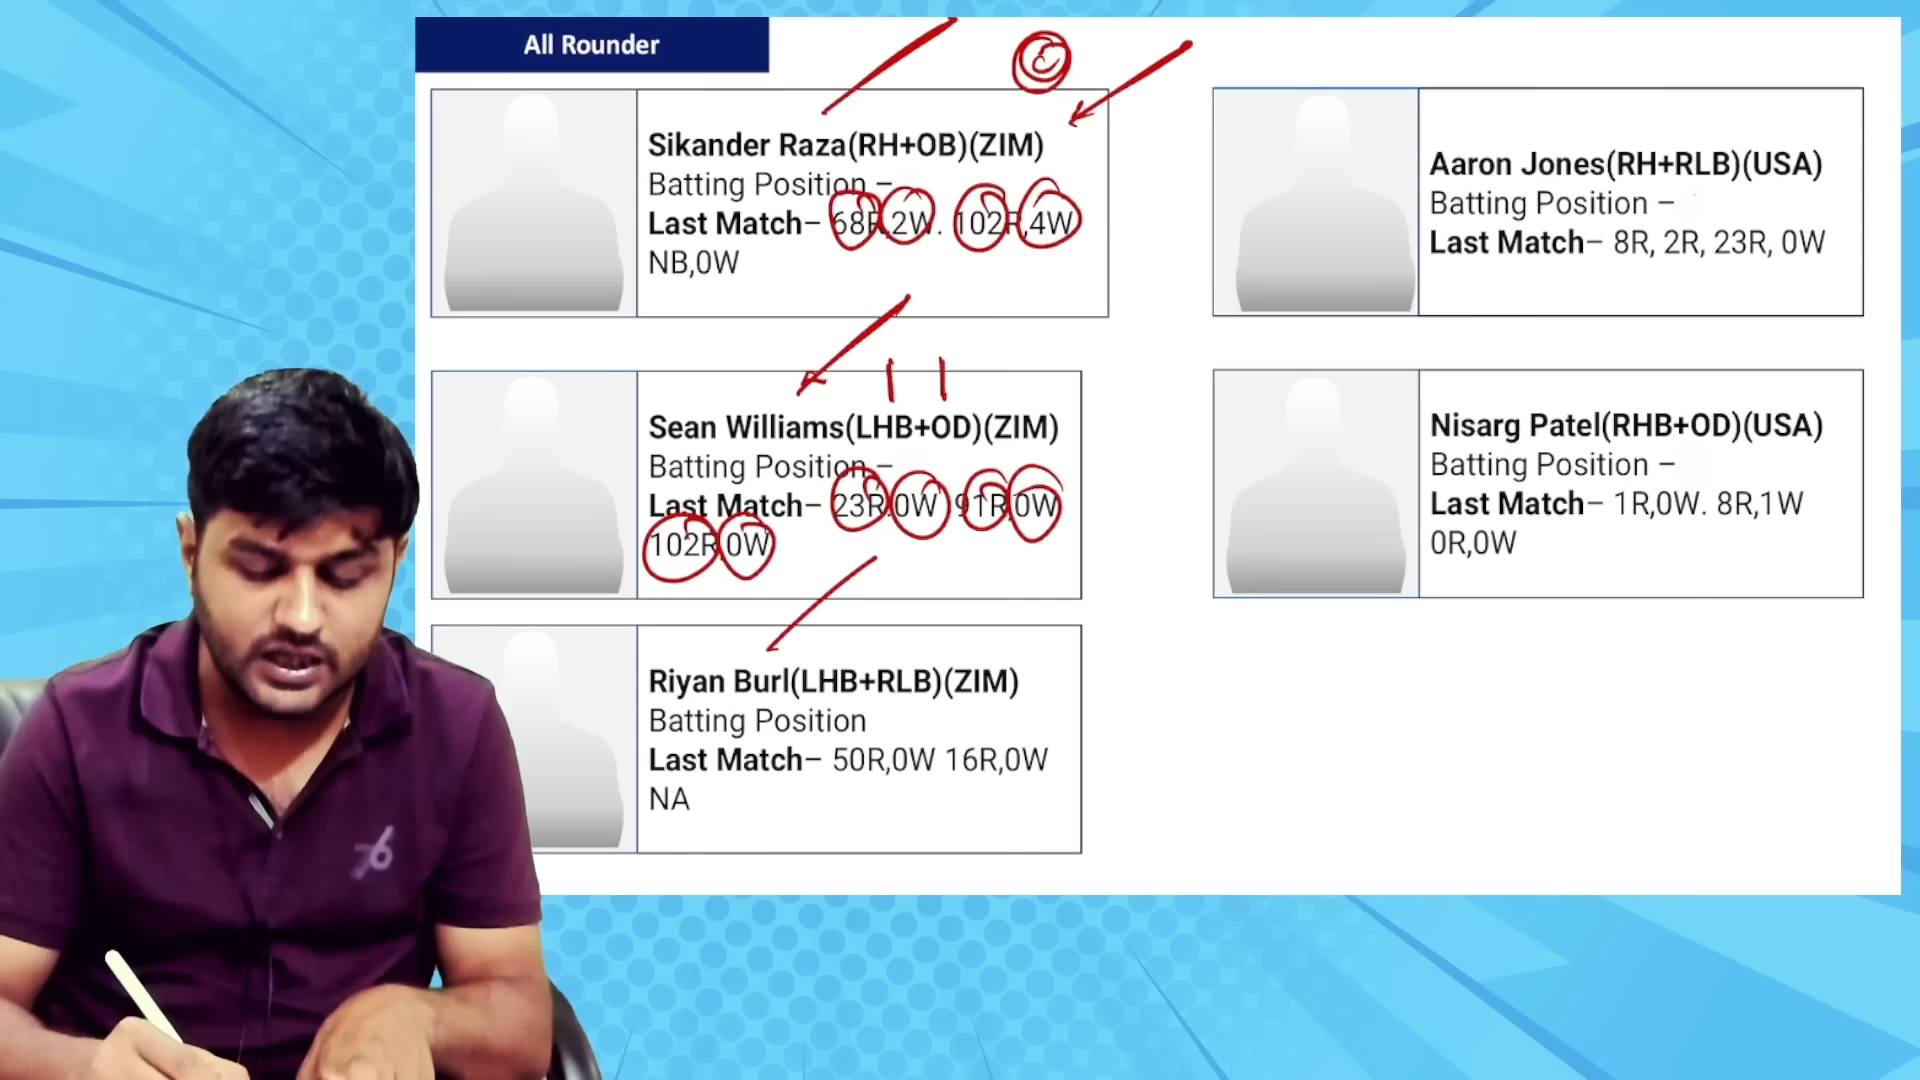 All Rounder
Ⓒ
Sikander Raza(RH+OB)(ZIM)
Batting Position –
Last Match– 68R,2W. 102R,4W
NB,0W
Aaron Jones(RH+RLB)(USA)
Batting Position –
Last Match– 8R, 2R, 23R, 0W
Sean Williams(LHB+OD)(ZIM)
Batting Position –
Last Match– 23R.0W 91R,0W
102R,0W
Nisarg Patel(RHB+OD)(USA)
Batting Position –
Last Match– 1R,0W. 8R,1W
0R,0W
Riyan Burl(LHB+RLB)(ZIM)
Batting Position
Last Match– 50R,0W 16R,0W
NA
76